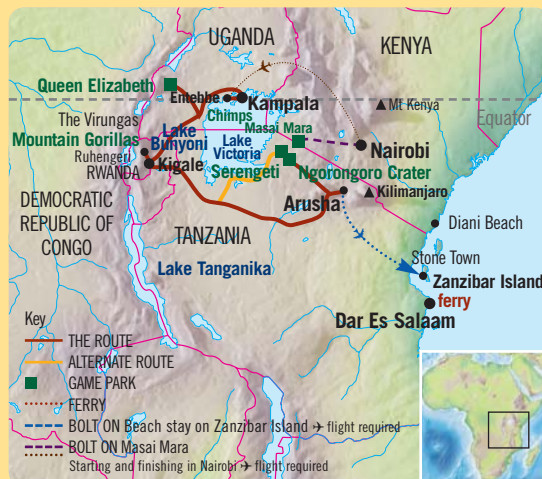 UGANDA
KENYA
Queen Elizabeth
Entebbe
Kampala
Mt Kenya
Equator
The Virungas
Chimps
Masai Mara
Mountain Gorillas
Lake
Bunyoni
Lake
Victoria
Nairobi
Ruhengeri
Kigale
RWANDA
Serengeti
Ngorongoro Crater
Kilimanjaro
Arusha
DEMOCRATIC
REPUBLIC OF
CONGO
Diani Beach
TANZANIA
Stone Town
Lake Tanganika
Zanzibar Island
ferry
Dar Es Salaam
Key
THE ROUTE
ALTERNATE ROUTE
GAME PARK
FERRY
BOLT ON Beach stay on Zanzibar Island ✈ flight required
BOLT ON Masai Mara
Starting and finishing in Nairobi ✈ flight required